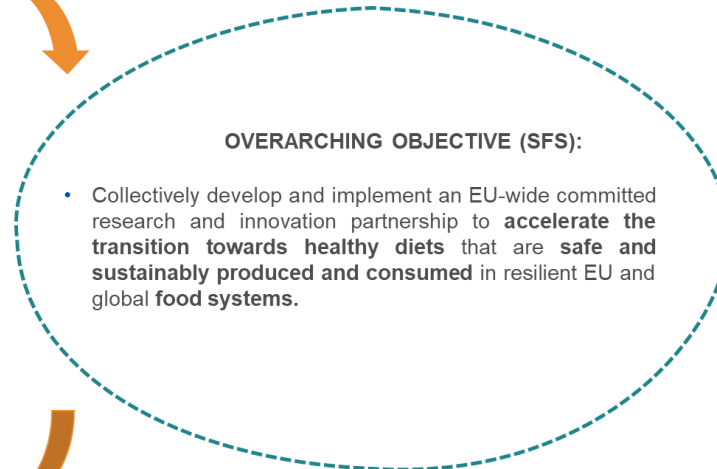 OVERARCHING OBJECTIVE (SFS):
• Collectively develop and implement an EU-wide committed
research and innovation partnership to accelerate the
transition towards healthy diets that are safe and
sustainably produced and consumed in resilient EU and
global food systems.